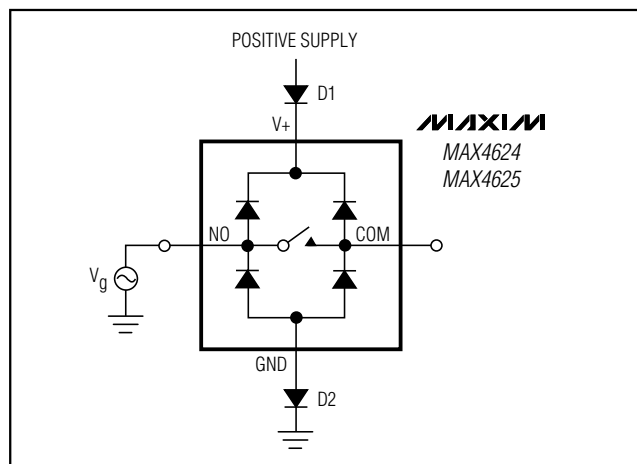 POSITIVE SUPPLY
D1
V+
MAXIM
MAX4624
MAX4625
NO
COM
Vg
GND
D2